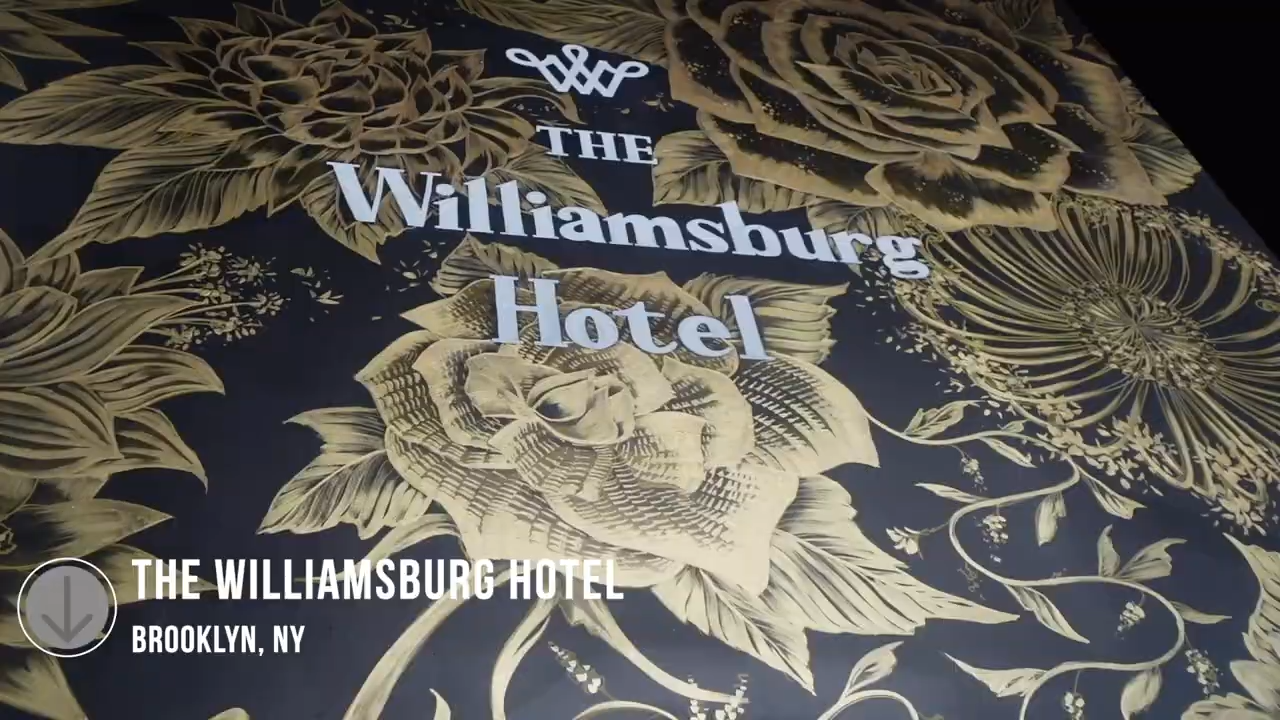 THE
Williamsburg
Hotel
THE WILLIAMSBURG HOTEL
BROOKLYN, NY